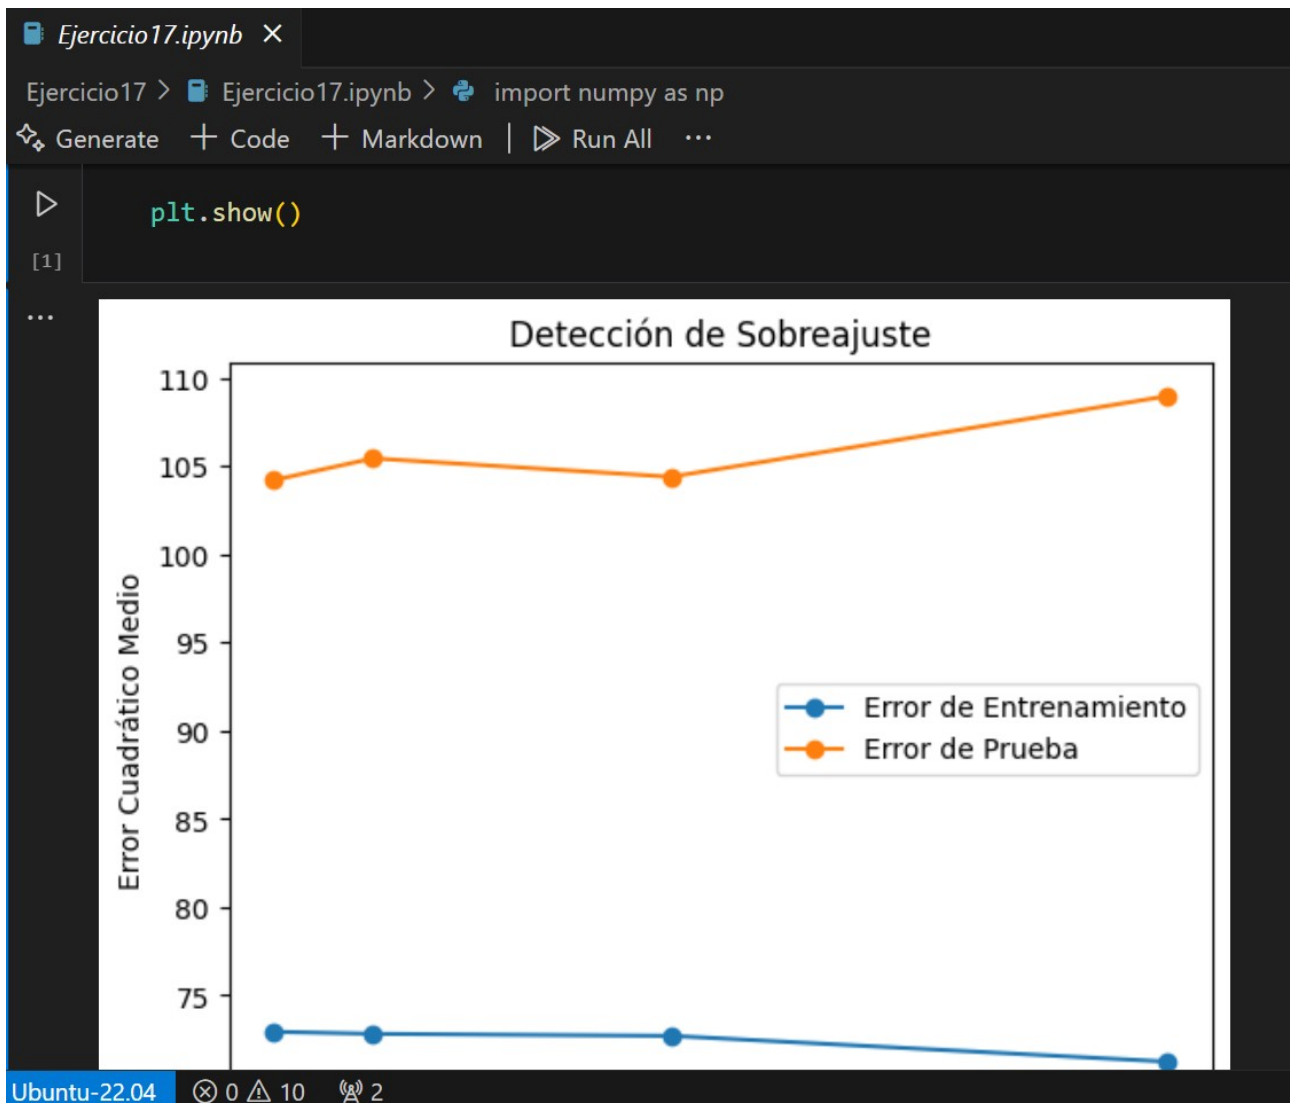 Ejercicio17.ipynb
Ejercicio17 > Ejercicio17.ipynb > import numpy as np
Generate + Code + Markdown | Run All ...
plt.show()
[1]
...
Detección de Sobreajuste
110
105
100
95
90
85
80
75
Error Cuadrático Medio
Error de Entrenamiento
Error de Prueba
Ubuntu-22.04 0 10 2